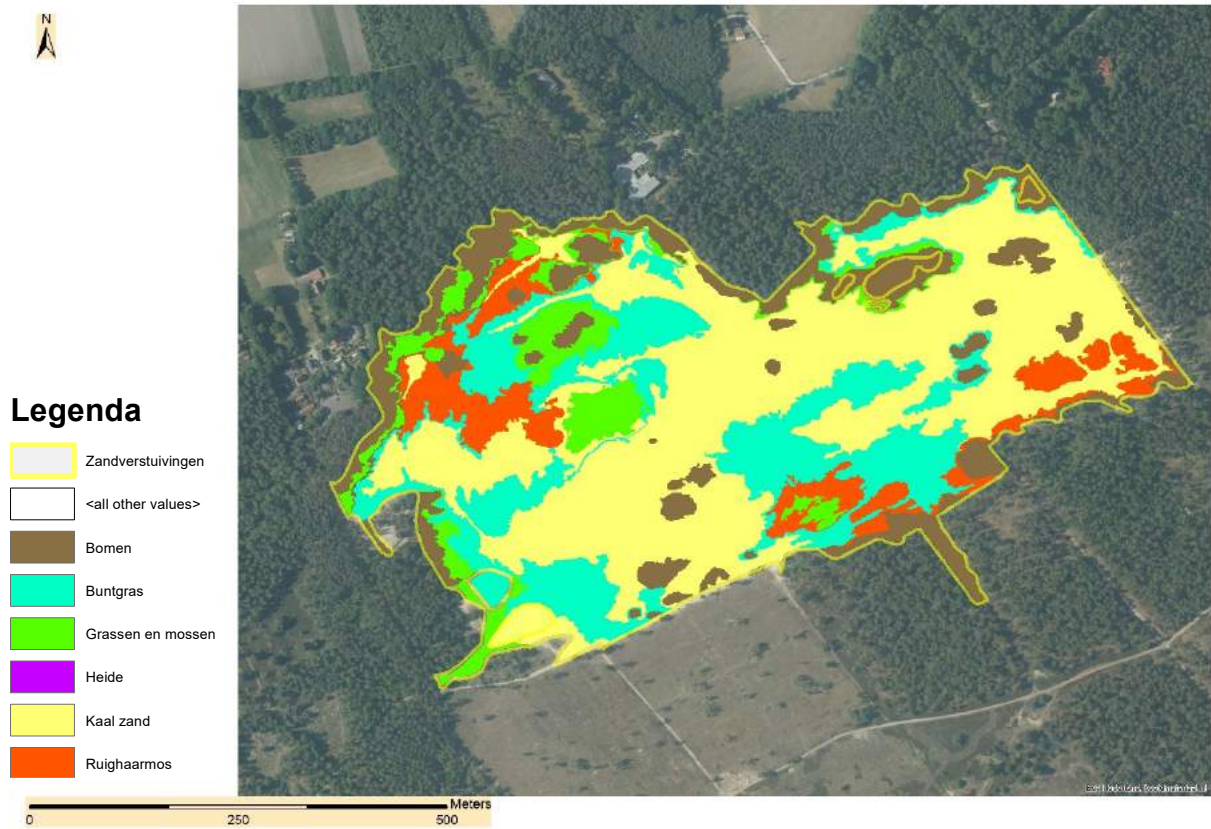 N
Legenda
Zandverstuivingen
<all other values>
Bomen
Buntgras
Grassen en mossen
Heide
Kaal zand
Ruighaarmos
Meters
0 250 500